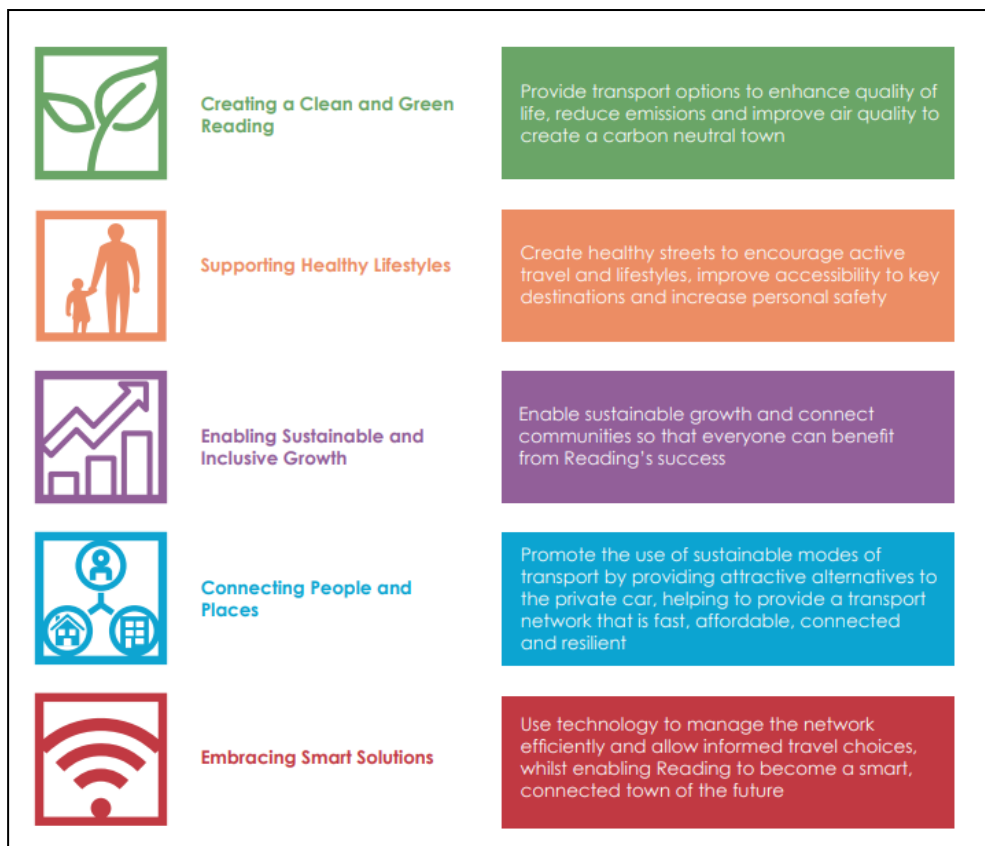 Creating a Clean and Green
Reading
Provide transport options to enhance quality of
life, reduce emissions and improve air quality to
create a carbon neutral town
Supporting Healthy Lifestyles
Create healthy streets to encourage active
travel and lifestyles, improve accessibility to key
destinations and increase personal safety
Enabling Sustainable and
Inclusive Growth
Enable sustainable growth and connect
communities so that everyone can benefit
from Reading’s success
Connecting People and
Places
Promote the use of sustainable modes of
transport by providing attractive alternatives to
the private car, helping to provide a transport
network that is fast, affordable, connected
and resilient
Embracing Smart Solutions
Use technology to manage the network
efficiently and allow informed travel choices,
whilst enabling Reading to become a smart,
connected town of the future